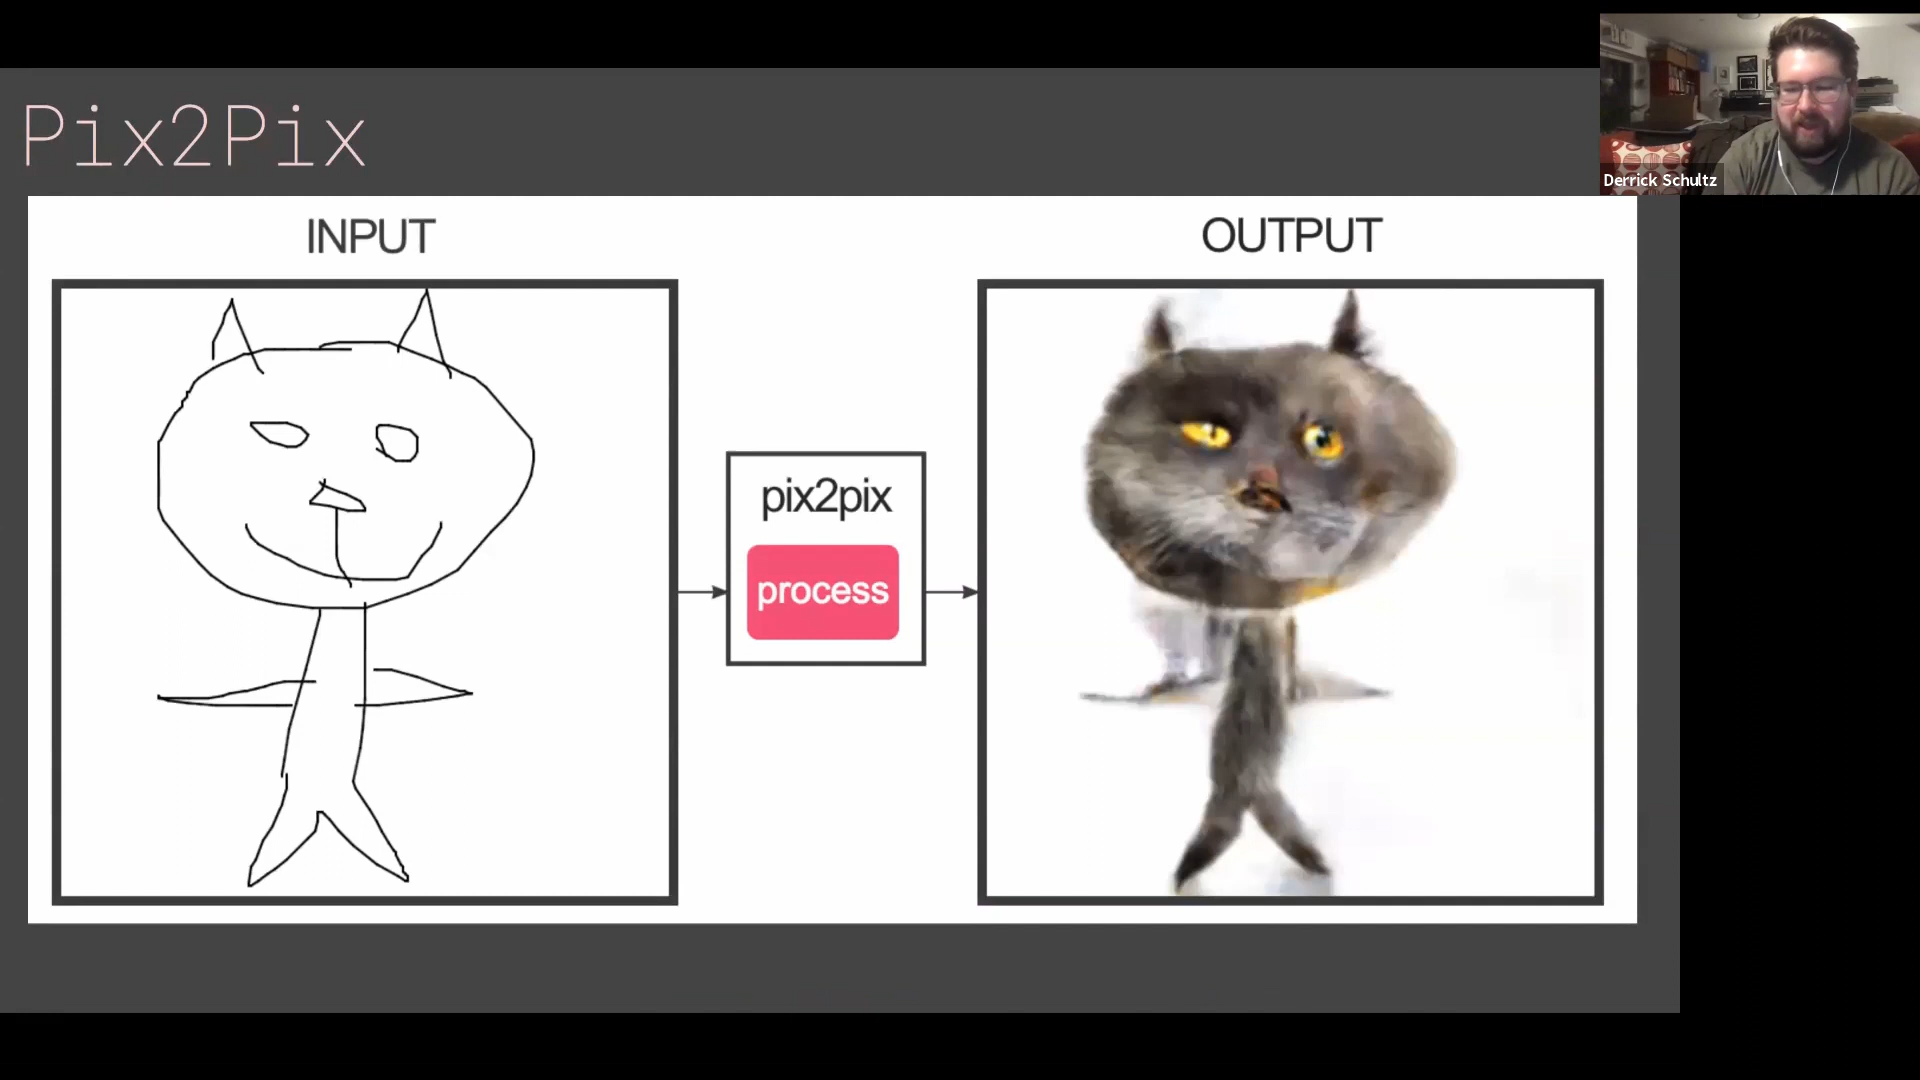 Pix2Pix
Derrick Schultz
INPUT
OUTPUT
pix2pix
process